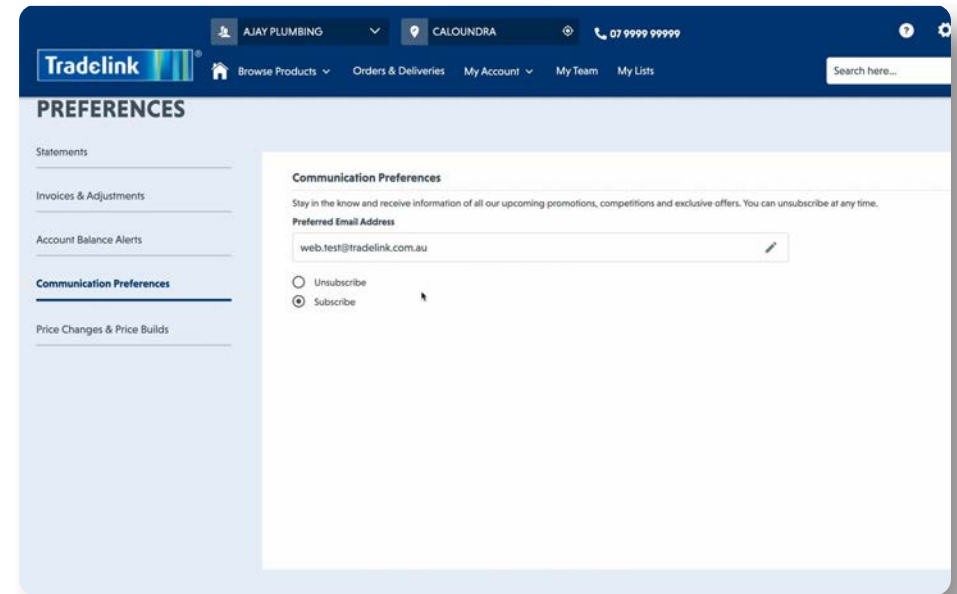 AJAY PLUMBING
CALOUNDRA
07 9999 99999
Tradelink®
Browse Products
Orders & Deliveries
My Account
My Team
My Lists
Search here...
PREFERENCES
Statements
Invoices & Adjustments
Account Balance Alerts
Communication Preferences
Price Changes & Price Builds
Communication Preferences
Stay in the know and receive information of all our upcoming promotions, competitions and exclusive offers. You can unsubscribe at any time.
Preferred Email Address
web.test@tradelink.com.au
Unsubscribe
Subscribe